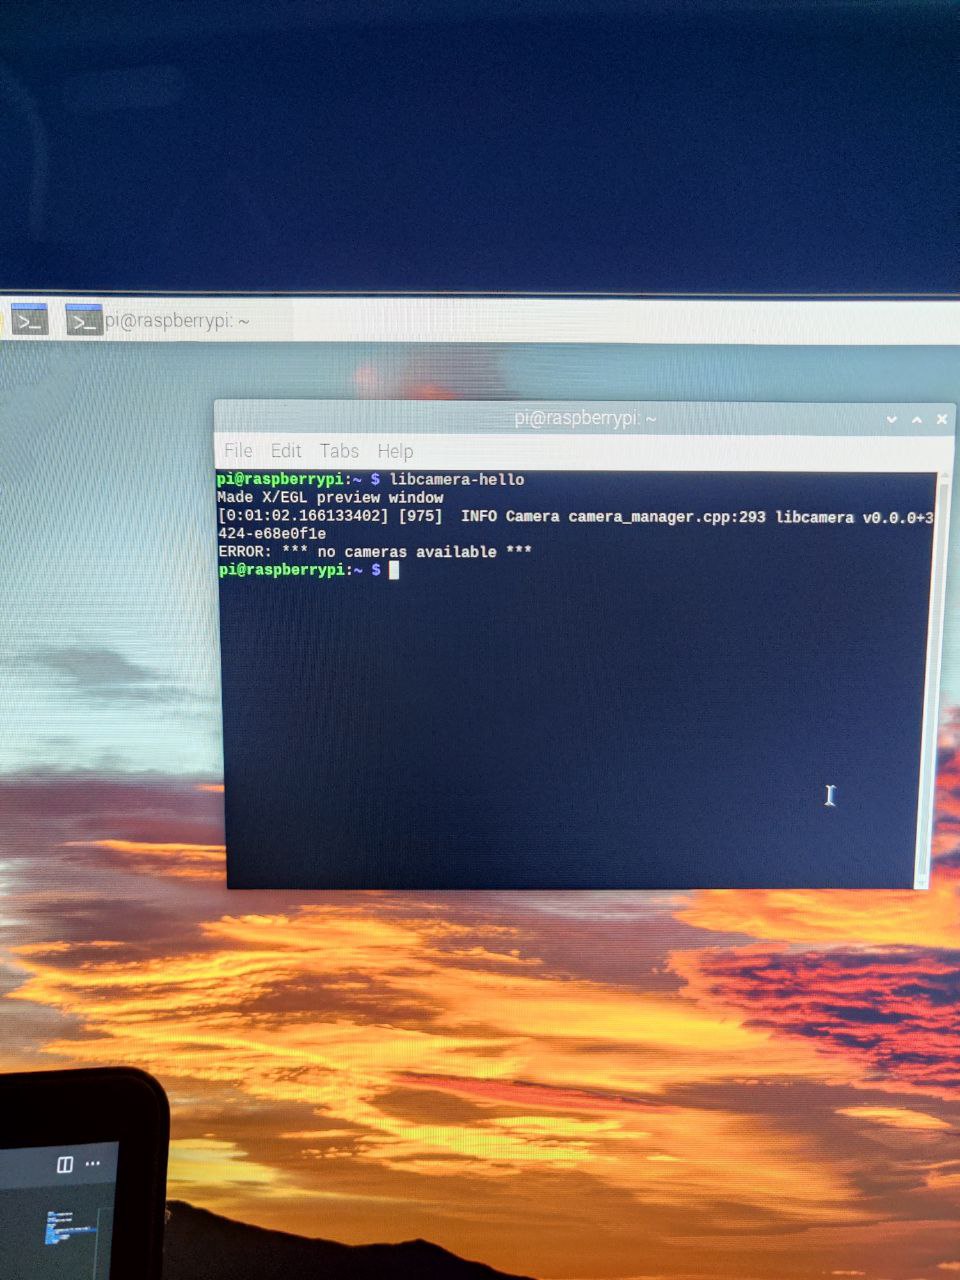 >_ >_ pi@raspberrypi: ~
pi@raspberrypi: ~
File Edit Tabs Help
pi@raspberrypi:~ $ libcamera-hello
Made X/EGL preview window
[0:01:02.166133402] [975]  INFO Camera camera_manager.cpp:293 libcamera v0.0.0+3
424-e68e0f1e
ERROR: *** no cameras available ***
pi@raspberrypi:~ $